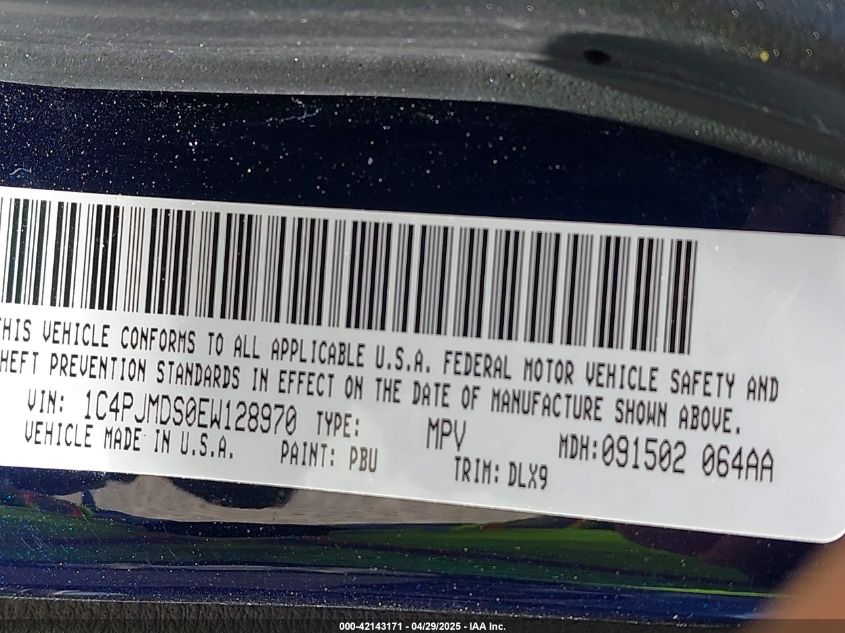 THIS VEHICLE CONFORMS TO ALL APPLICABLE U.S.A. FEDERAL MOTOR VEHICLE SAFETY AND
THEFT PREVENTION STANDARDS IN EFFECT ON THE DATE OF MANUFACTURE SHOWN ABOVE.
VIN: 1C4PJMDS0EW128970 TYPE: MPV MDH:091502 064AA
VEHICLE MADE IN U.S.A. PAINT: PBU TRIM: DLX9
000-42143171 - 04/29/2025 - IAA Inc.